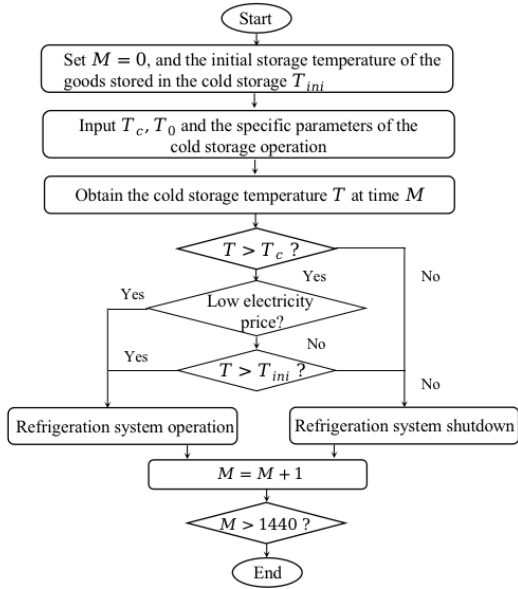 Start
Set M = 0, and the initial storage temperature of the
goods stored in the cold storage T_ini
Input T_c, T_0 and the specific parameters of the
cold storage operation
Obtain the cold storage temperature T at time M
T > T_c ?
Yes
No
Yes
Low electricity
price?
No
Yes
T > T_ini ?
No
Refrigeration system operation
Refrigeration system shutdown
M = M + 1
M > 1440 ?
End